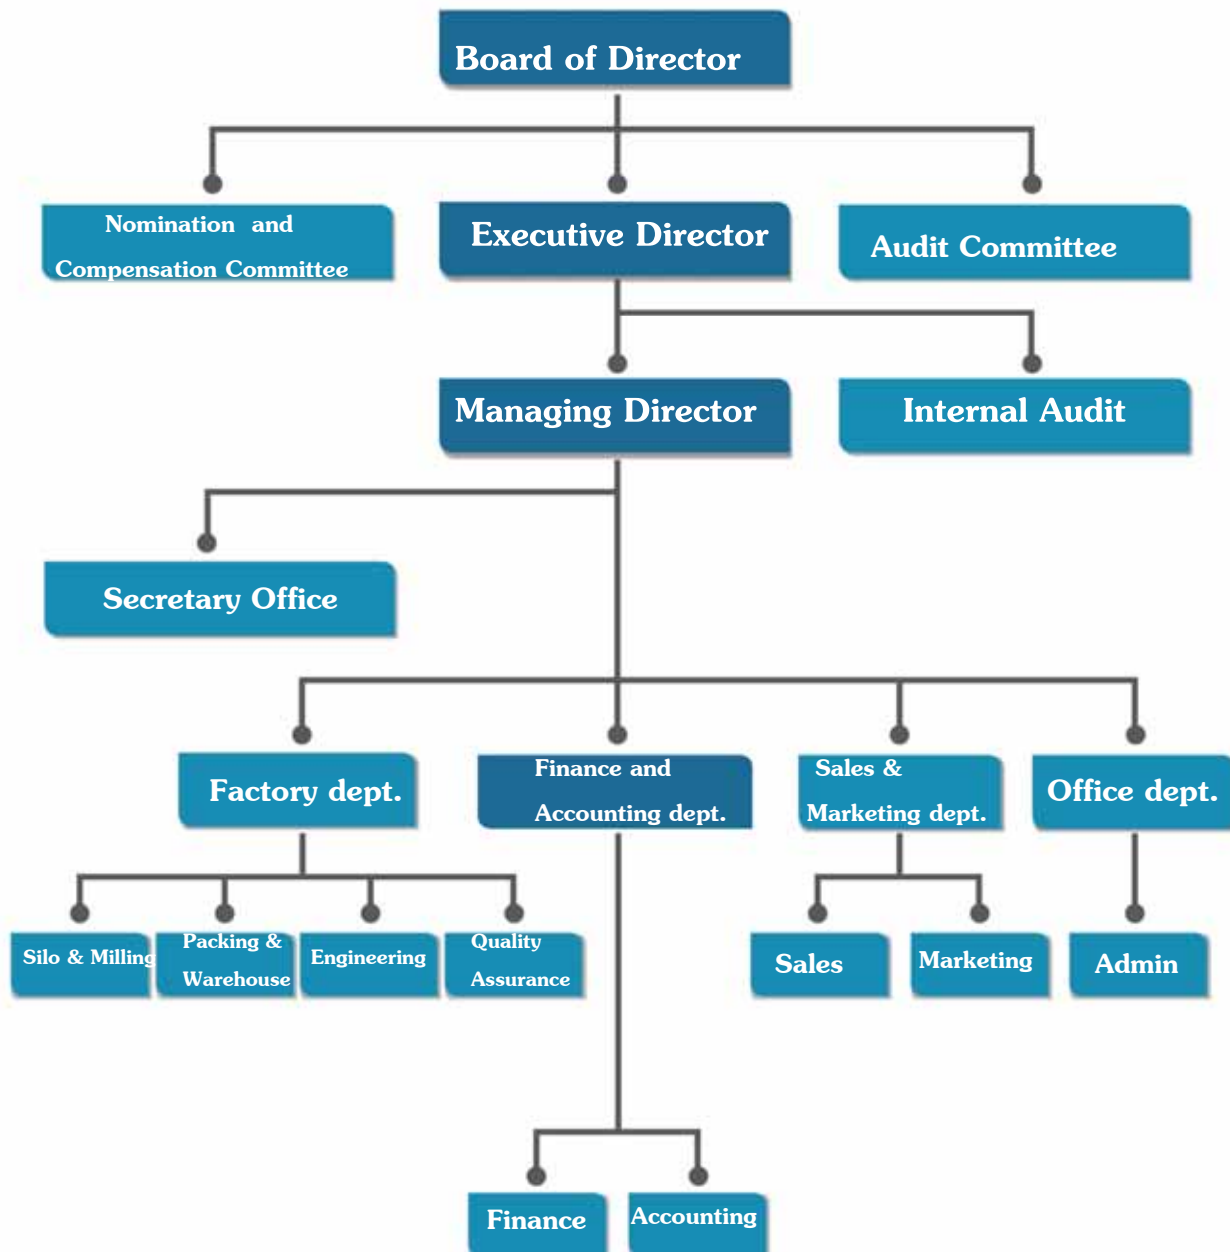 Board of Director
Nomination and
Compensation Committee
Executive Director
Audit Committee
Managing Director
Internal Audit
Secretary Office
Factory dept.
Finance and
Accounting dept.
Sales &
Marketing dept.
Office dept.
Silo & Milling
Packing &
Warehouse
Engineering
Quality
Assurance
Sales
Marketing
Admin
Finance
Accounting